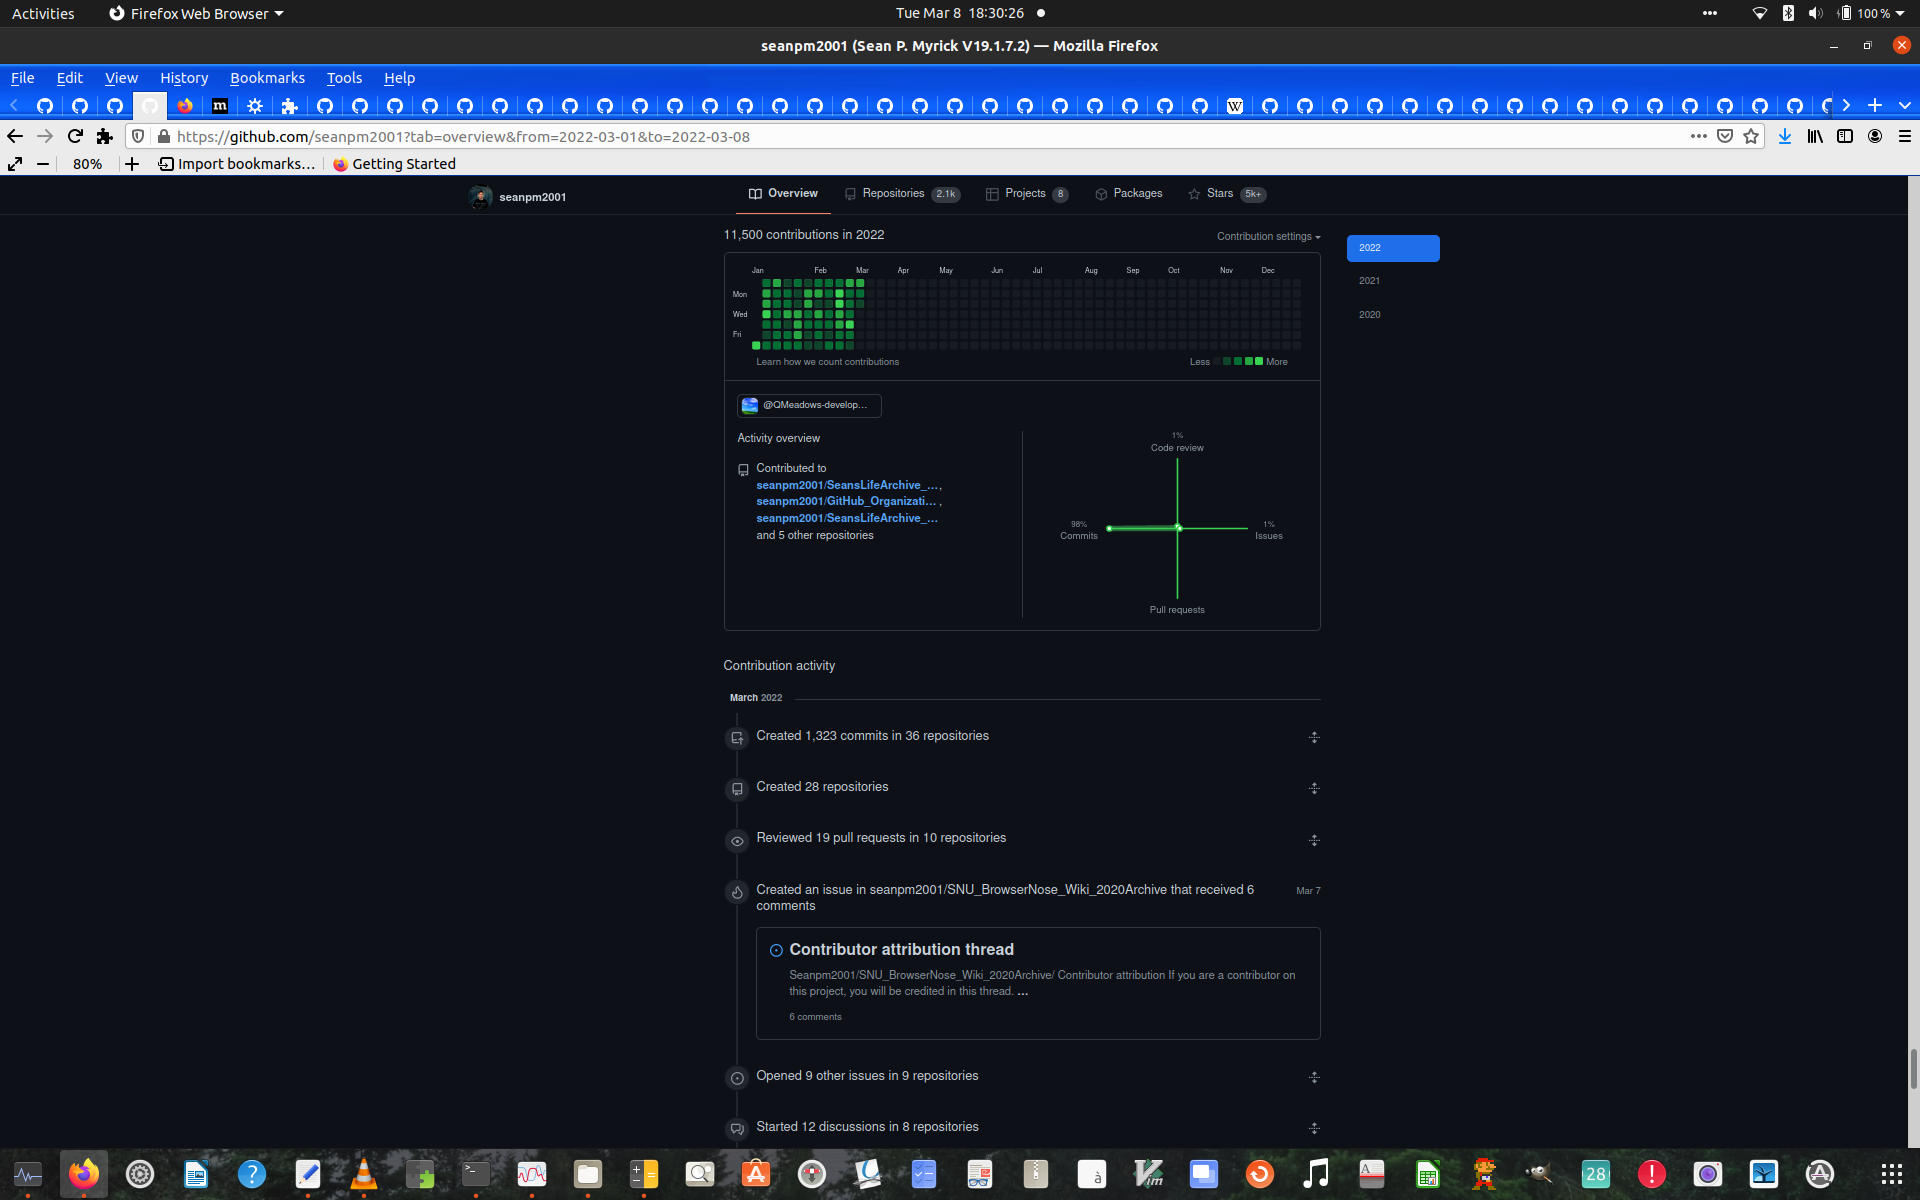 Activities
Firefox Web Browser
Tue Mar 8 18:30:26
100 %
seanpm2001 (Sean P. Myrick V19.1.7.2) — Mozilla Firefox
File Edit View History Bookmarks Tools Help
https://github.com/seanpm2001?tab=overview&from=2022-03-01&to=2022-03-08
80%
Import bookmarks...
Getting Started
seanpm2001
Overview
Repositories 2.1k
Projects 8
Packages
Stars 5k+
11,500 contributions in 2022
Contribution settings
2022
2021
2020
Jan Feb Mar Apr May Jun Jul Aug Sep Oct Nov Dec
Mon
Wed
Fri
Learn how we count contributions
Less More
@QMeadows-develop...
Activity overview
Contributed to
seanpm2001/SeansLifeArchive_...,
seanpm2001/GitHub_Organizati... ,
seanpm2001/SeansLifeArchive_...
and 5 other repositories
1%
Code review
98%
Commits
1%
Issues
Pull requests
Contribution activity
March 2022
Created 1,323 commits in 36 repositories
Created 28 repositories
Reviewed 19 pull requests in 10 repositories
Created an issue in seanpm2001/SNU_BrowserNose_Wiki_2020Archive that received 6
comments
Mar 7
Contributor attribution thread
Seanpm2001/SNU_BrowserNose_Wiki_2020Archive/ Contributor attribution If you are a contributor on
this project, you will be credited in this thread. ...
6 comments
Opened 9 other issues in 9 repositories
Started 12 discussions in 8 repositories
28